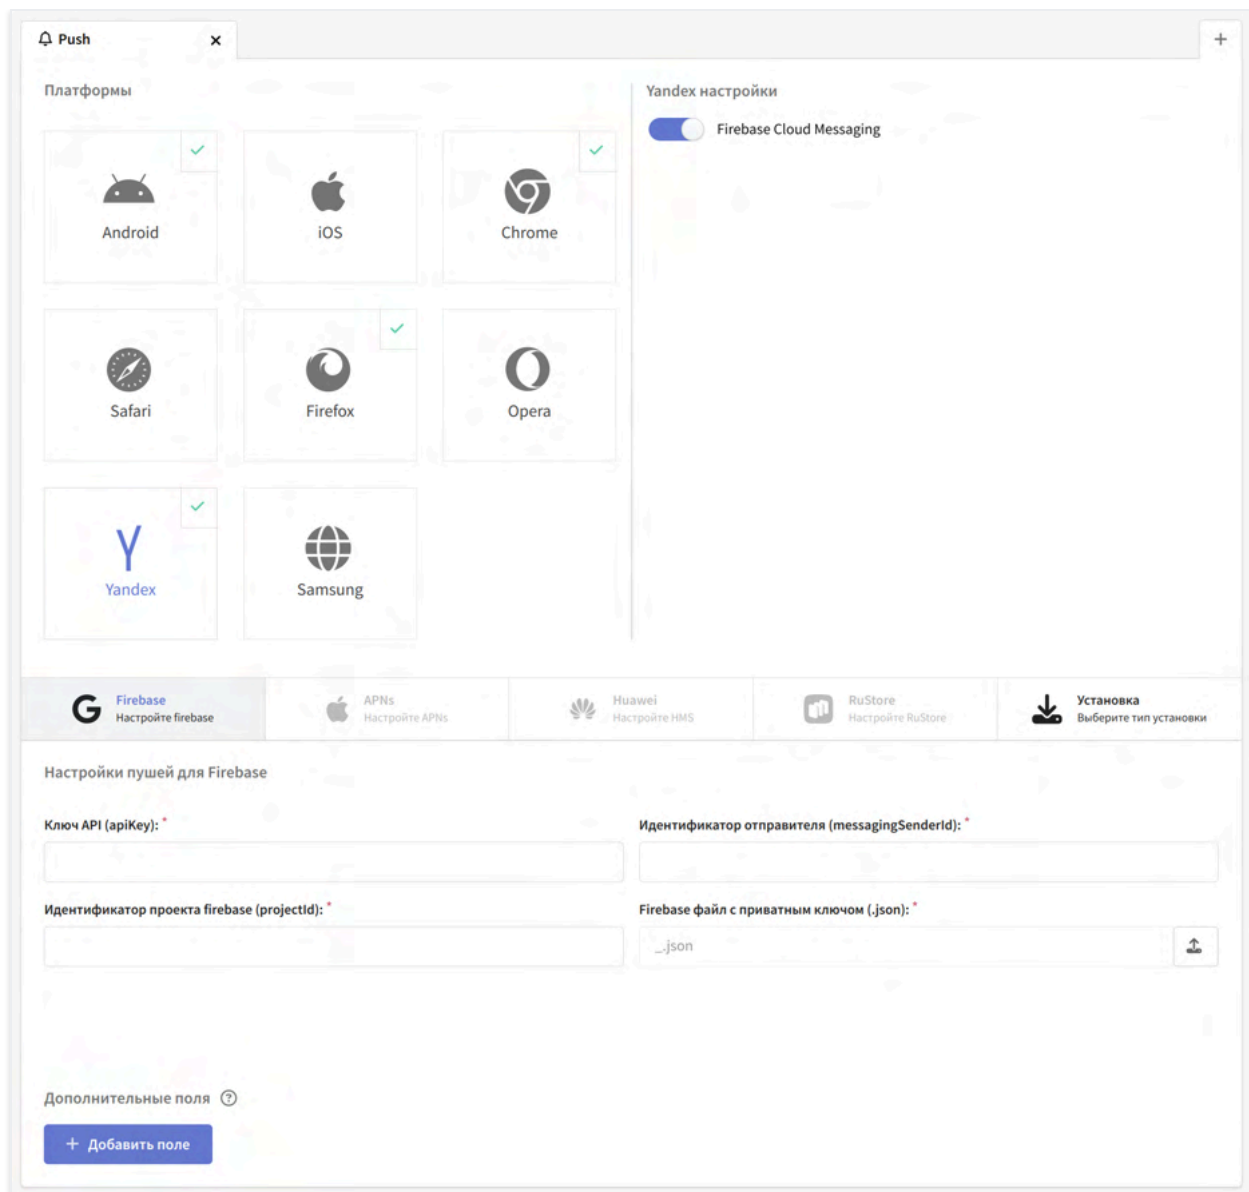 Push
Платформы
Yandex настройки
Firebase Cloud Messaging
Android
iOS
Chrome
Safari
Firefox
Opera
Yandex
Samsung
Firebase
Настройте firebase
APNs
Настройте APNs
Huawei
Настройте HMS
RuStore
Настройте RuStore
Установка
Выберите тип установки
Настройки пушей для Firebase
Ключ API (apiKey): *
Идентификатор отправителя (messagingSenderId): *
Идентификатор проекта firebase (projectId): *
Firebase файл с приватным ключом (.json): *
_.json
Дополнительные поля ?
+ Добавить поле